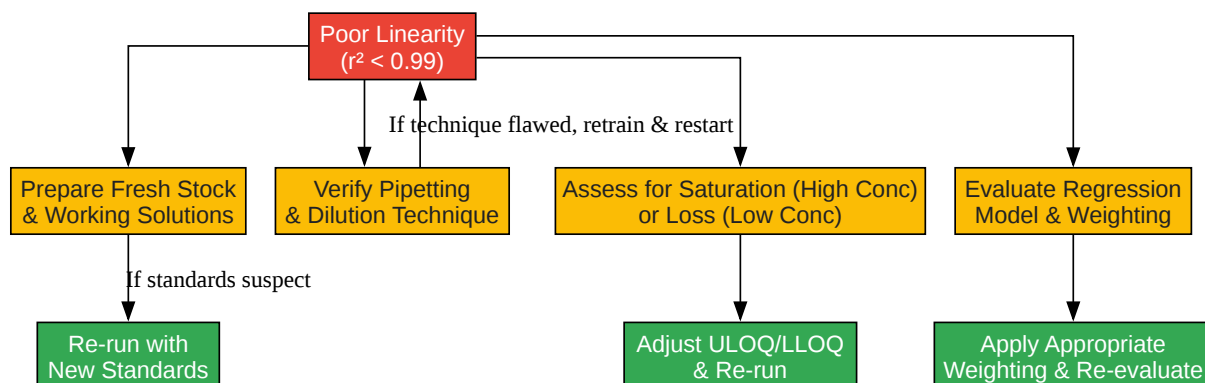 Poor Linearity
(r² < 0.99)
If technique flawed, retrain & restart
Prepare Fresh Stock
& Working Solutions
Verify Pipetting
& Dilution Technique
Assess for Saturation (High Conc)
or Loss (Low Conc)
Evaluate Regression
Model & Weighting
If standards suspect
Re-run with
New Standards
Adjust ULOQ/LLOQ
& Re-run
Apply Appropriate
Weighting & Re-evaluate